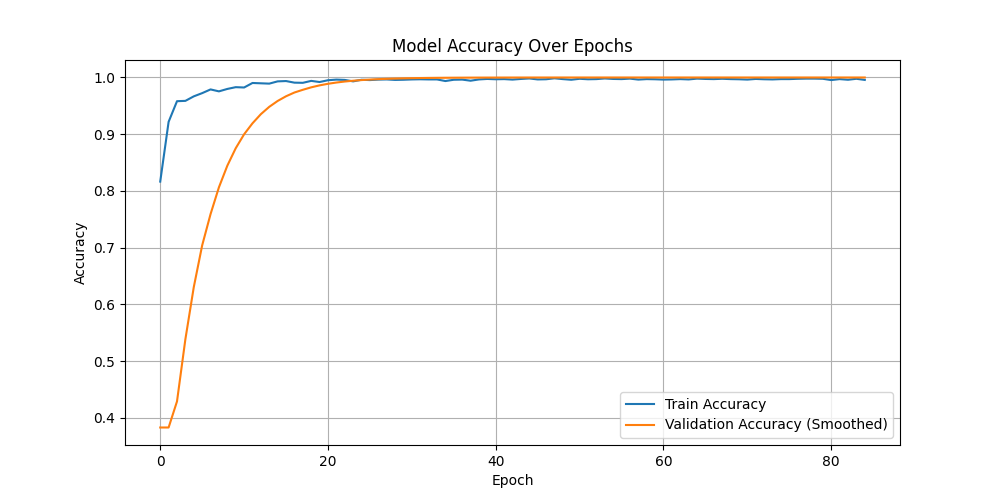 Model Accuracy Over Epochs
1.0
0.9
0.8
0.7
0.6
0.5
0.4
Accuracy
0 20 40 60 80
Epoch
Train Accuracy
Validation Accuracy (Smoothed)